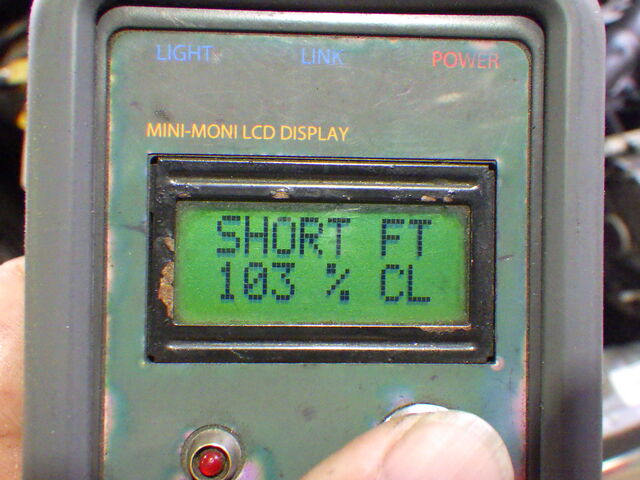 LIGHT LINK POWER
MINI-MONI LCD DISPLAY
SHORT FT
103 % CL